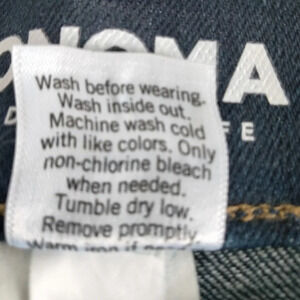 ONOMA
Wash before wearing.
Wash inside out.
Machine wash cold
with like colors. Only
non-chlorine bleach
when needed.
Tumble dry low.
Remove promptly.
Warm iron if